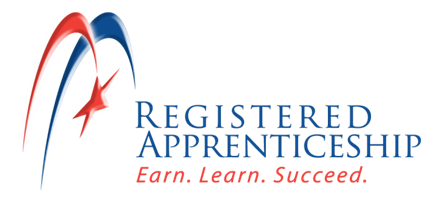 Registered
Apprenticeship
Earn. Learn. Succeed.